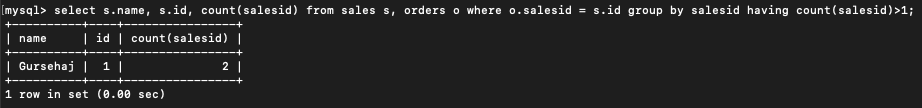 [mysql> select s.name, s.id, count(salesid) from sales s, orders o where o.salesid = s.id group by salesid having count(salesid)>1;
+----------+----+----------------+
| name     | id | count(salesid) |
+----------+----+----------------+
| Gursehaj |  1 |              2 |
+----------+----+----------------+
1 row in set (0.00 sec)